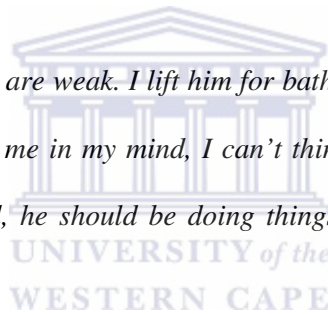 are weak. I lift him for bath
me in my mind, I can't thin
, he should be doing thing
UNIVERSITY of the
WESTERN CAPE